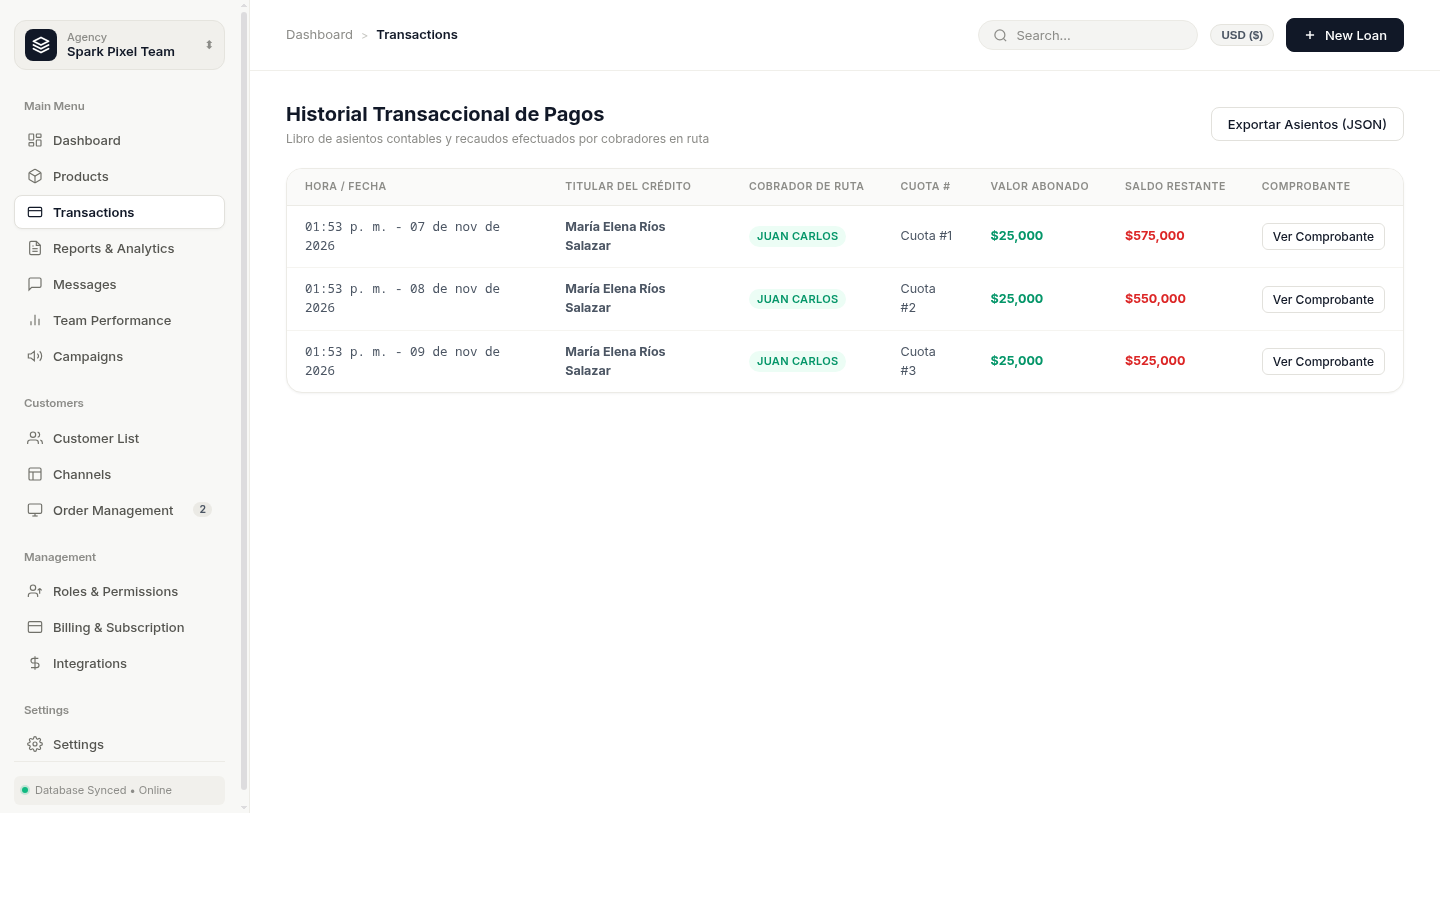 Agency
Spark Pixel Team
Main Menu
Dashboard
Products
Transactions
Reports & Analytics
Messages
Team Performance
Campaigns
Customers
Customer List
Channels
Order Management 2
Management
Roles & Permissions
Billing & Subscription
Integrations
Settings
Settings
Database Synced • Online
Dashboard > Transactions
Search...
USD ($)
+ New Loan
Historial Transaccional de Pagos
Libro de asientos contables y recaudos efectuados por cobradores en ruta
Exportar Asientos (JSON)
HORA / FECHA TITULAR DEL CRÉDITO COBRADOR DE RUTA CUOTA # VALOR ABONADO SALDO RESTANTE COMPROBANTE
01:53 p. m. - 07 de nov de
2026
María Elena Ríos
Salazar
JUAN CARLOS
Cuota #1
$25,000
$575,000
Ver Comprobante
01:53 p. m. - 08 de nov de
2026
María Elena Ríos
Salazar
JUAN CARLOS
Cuota
#2
$25,000
$550,000
Ver Comprobante
01:53 p. m. - 09 de nov de
2026
María Elena Ríos
Salazar
JUAN CARLOS
Cuota
#3
$25,000
$525,000
Ver Comprobante